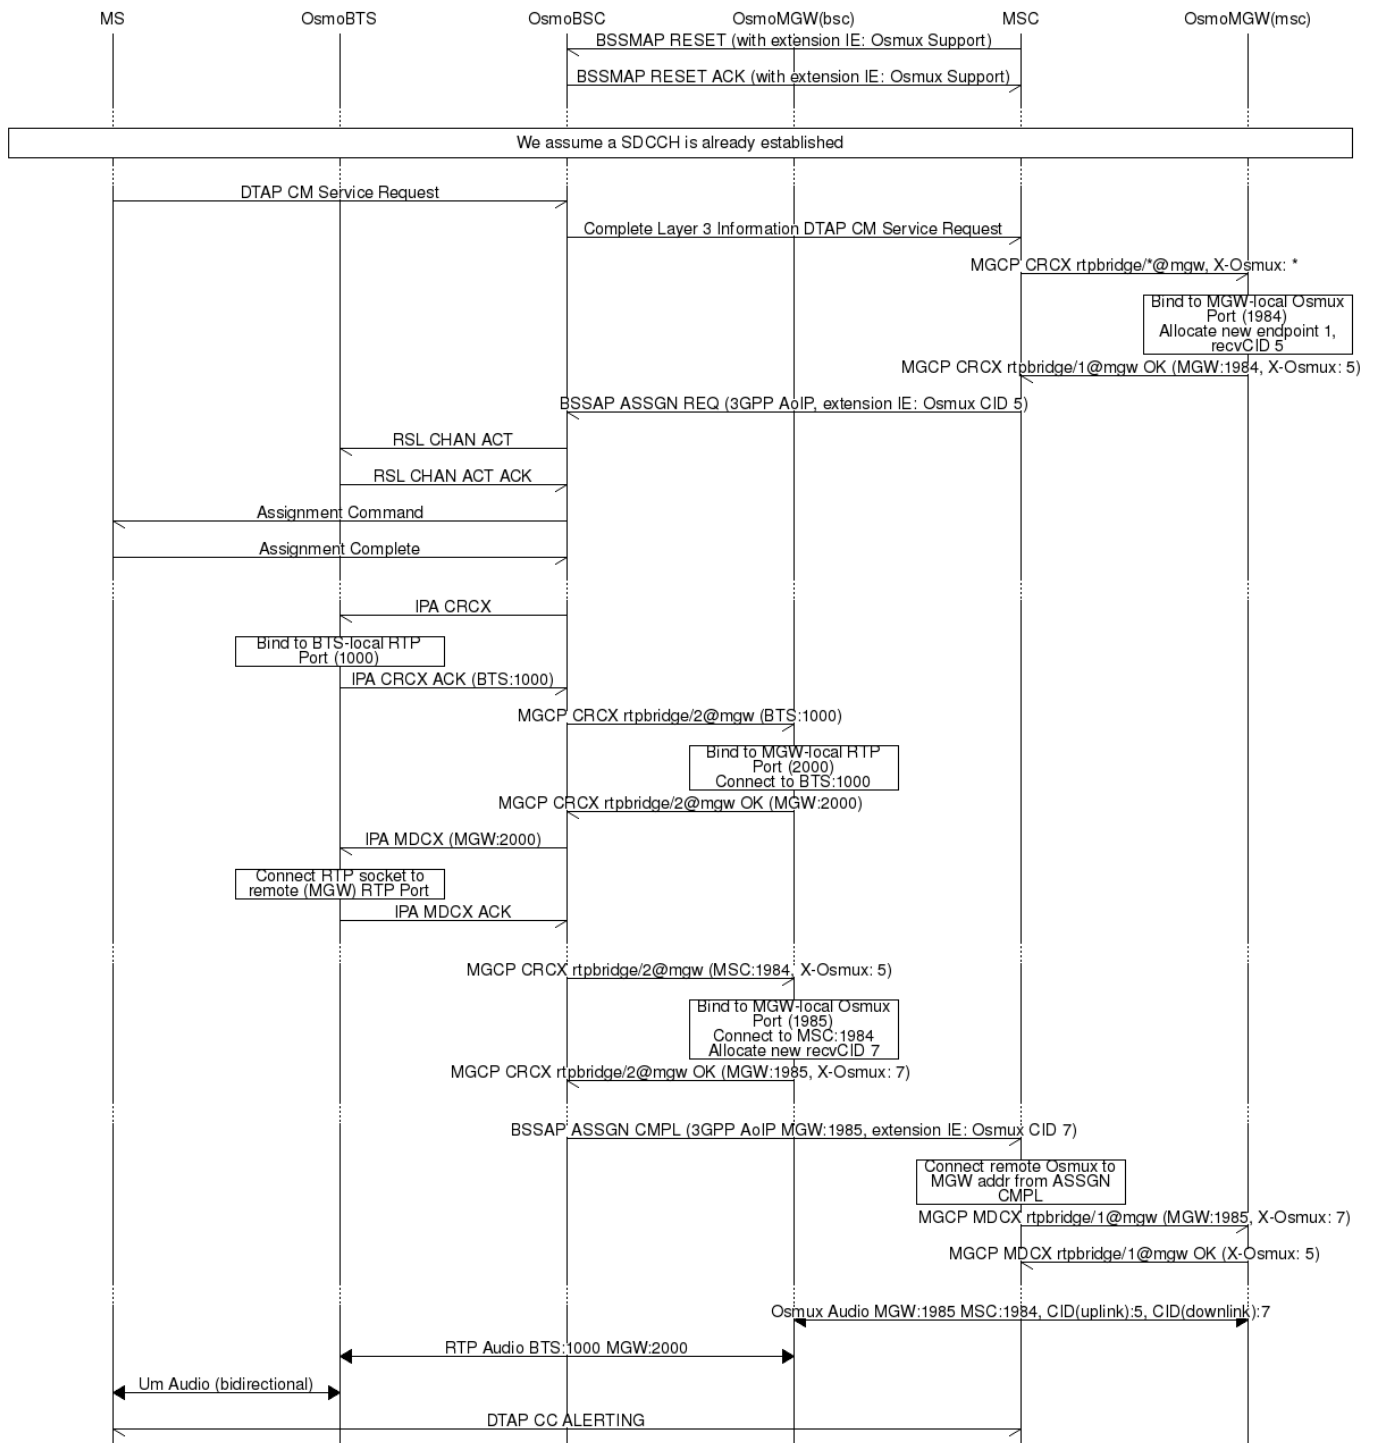 MS OsmoBTS OsmoBSC OsmoMGW(bsc) MSC OsmoMGW(msc)
BSSMAP RESET (with extension IE: Osmux Support)
BSSMAP RESET ACK (with extension IE: Osmux Support)
We assume a SDCCH is already established
DTAP CM Service Request
Complete Layer 3 Information DTAP CM Service Request
MGCP CRCX rtpbridge/*@mgw, X-Osmux: *
Bind to MGW-local Osmux
Port (1984)
Allocate new endpoint 1,
recvCID 5
MGCP CRCX rtpbridge/1@mgw OK (MGW:1984, X-Osmux: 5)
BSSAP ASSGN REQ (3GPP AoIP, extension IE: Osmux CID 5)
RSL CHAN ACT
RSL CHAN ACT ACK
Assignment Command
Assignment Complete
IPA CRCX
Bind to BTS-local RTP
Port (1000)
IPA CRCX ACK (BTS:1000)
MGCP CRCX rtpbridge/2@mgw (BTS:1000)
Bind to MGW-local RTP
Port (2000)
Connect to BTS:1000
MGCP CRCX rtpbridge/2@mgw OK (MGW:2000)
IPA MDCX (MGW:2000)
Connect RTP socket to
remote (MGW) RTP Port
IPA MDCX ACK
MGCP CRCX rtpbridge/2@mgw (MSC:1984, X-Osmux: 5)
Bind to MGW-local Osmux
Port (1985)
Connect to MSC:1984
Allocate new recvCID 7
MGCP CRCX rtpbridge/2@mgw OK (MGW:1985, X-Osmux: 7)
BSSAP ASSGN CMPL (3GPP AoIP MGW:1985, extension IE: Osmux CID 7)
Connect remote Osmux to
MGW addr from ASSGN
CMPL
MGCP MDCX rtpbridge/1@mgw (MGW:1985, X-Osmux: 7)
MGCP MDCX rtpbridge/1@mgw OK (X-Osmux: 5)
Osmux Audio MGW:1985 MSC:1984, CID(uplink):5, CID(downlink):7
RTP Audio BTS:1000 MGW:2000
Um Audio (bidirectional)
DTAP CC ALERTING